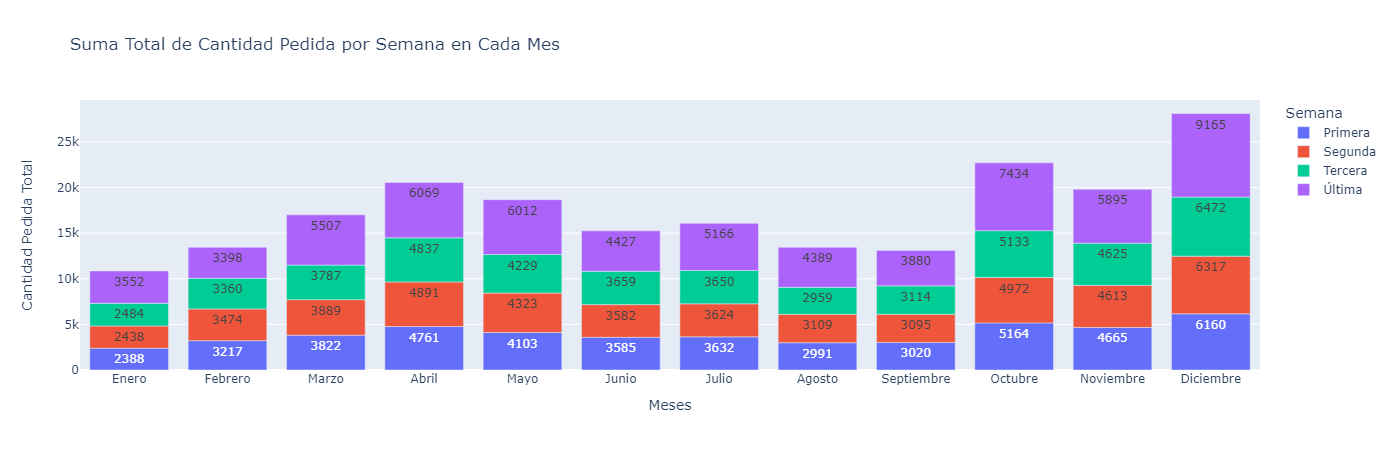 Suma Total de Cantidad Pedida por Semana en Cada Mes
Semana
Primera
Segunda
Tercera
Última
Cantidad Pedida Total
25k
20k
15k
10k
5k
0
3552 3398 5507 6069 6012 4427 5166 4389 3880 7434 5895 9165
2484 3360 3787 4837 4229 3659 3650 2959 3114 5133 4625 6472
2438 3474 3889 4891 4323 3582 3624 3109 3095 4972 4613 6317
2388 3217 3822 4761 4103 3585 3632 2991 3020 5164 4665 6160
Enero Febrero Marzo Abril Mayo Junio Julio Agosto Septiembre Octubre Noviembre Diciembre
Meses